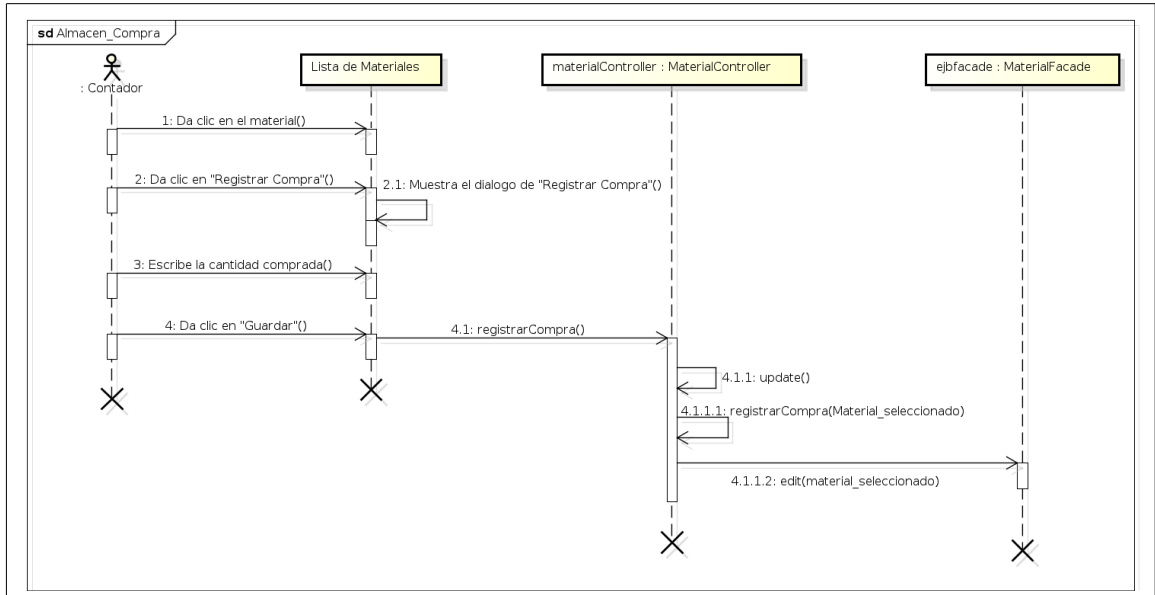 sd Almacen_Compra
: Contador
Lista de Materiales
materialController : MaterialController
ejbfacade : MaterialFacade
1: Da clic en el material()
2: Da clic en "Registrar Compra"()
2.1: Muestra el dialogo de "Registrar Compra"()
3: Escribe la cantidad comprada()
4: Da clic en "Guardar"()
4.1: registrarCompra()
4.1.1: update()
4.1.1.1: registrarCompra(Material_seleccionado)
4.1.1.2: edit(material_seleccionado)